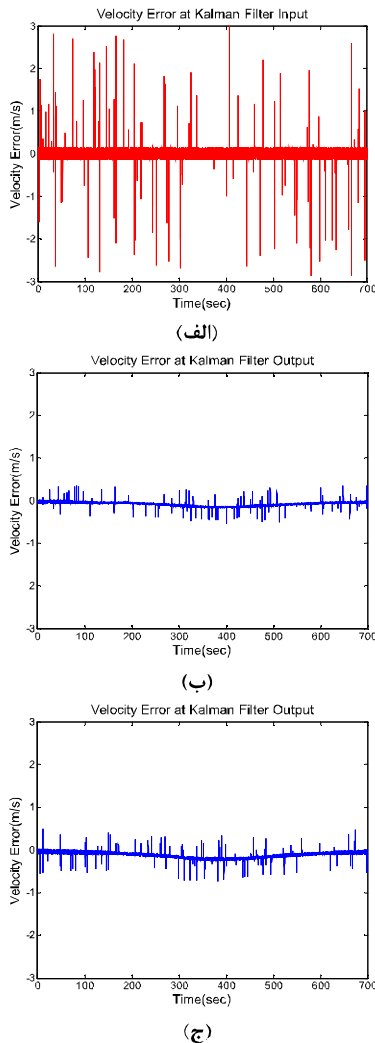 Velocity Error at Kalman Filter Input
Velocity Error(m/s)
3
2
1
0
-1
-2
-3
0 100 200 300 400 500 600 700
Time(sec)
(الف)
Velocity Error at Kalman Filter Output
Velocity Error(m/s)
3
2
1
0
-1
2
-3
0 100 200 300 400 500 600 700
Time(sec)
(ب)
Velocity Error at Kalman Filter Output
Velocity Error(m/s)
3
2
1
0
-1
-2
-3
0 100 200 300 400 500 600 700
Time(sec)
(ج)